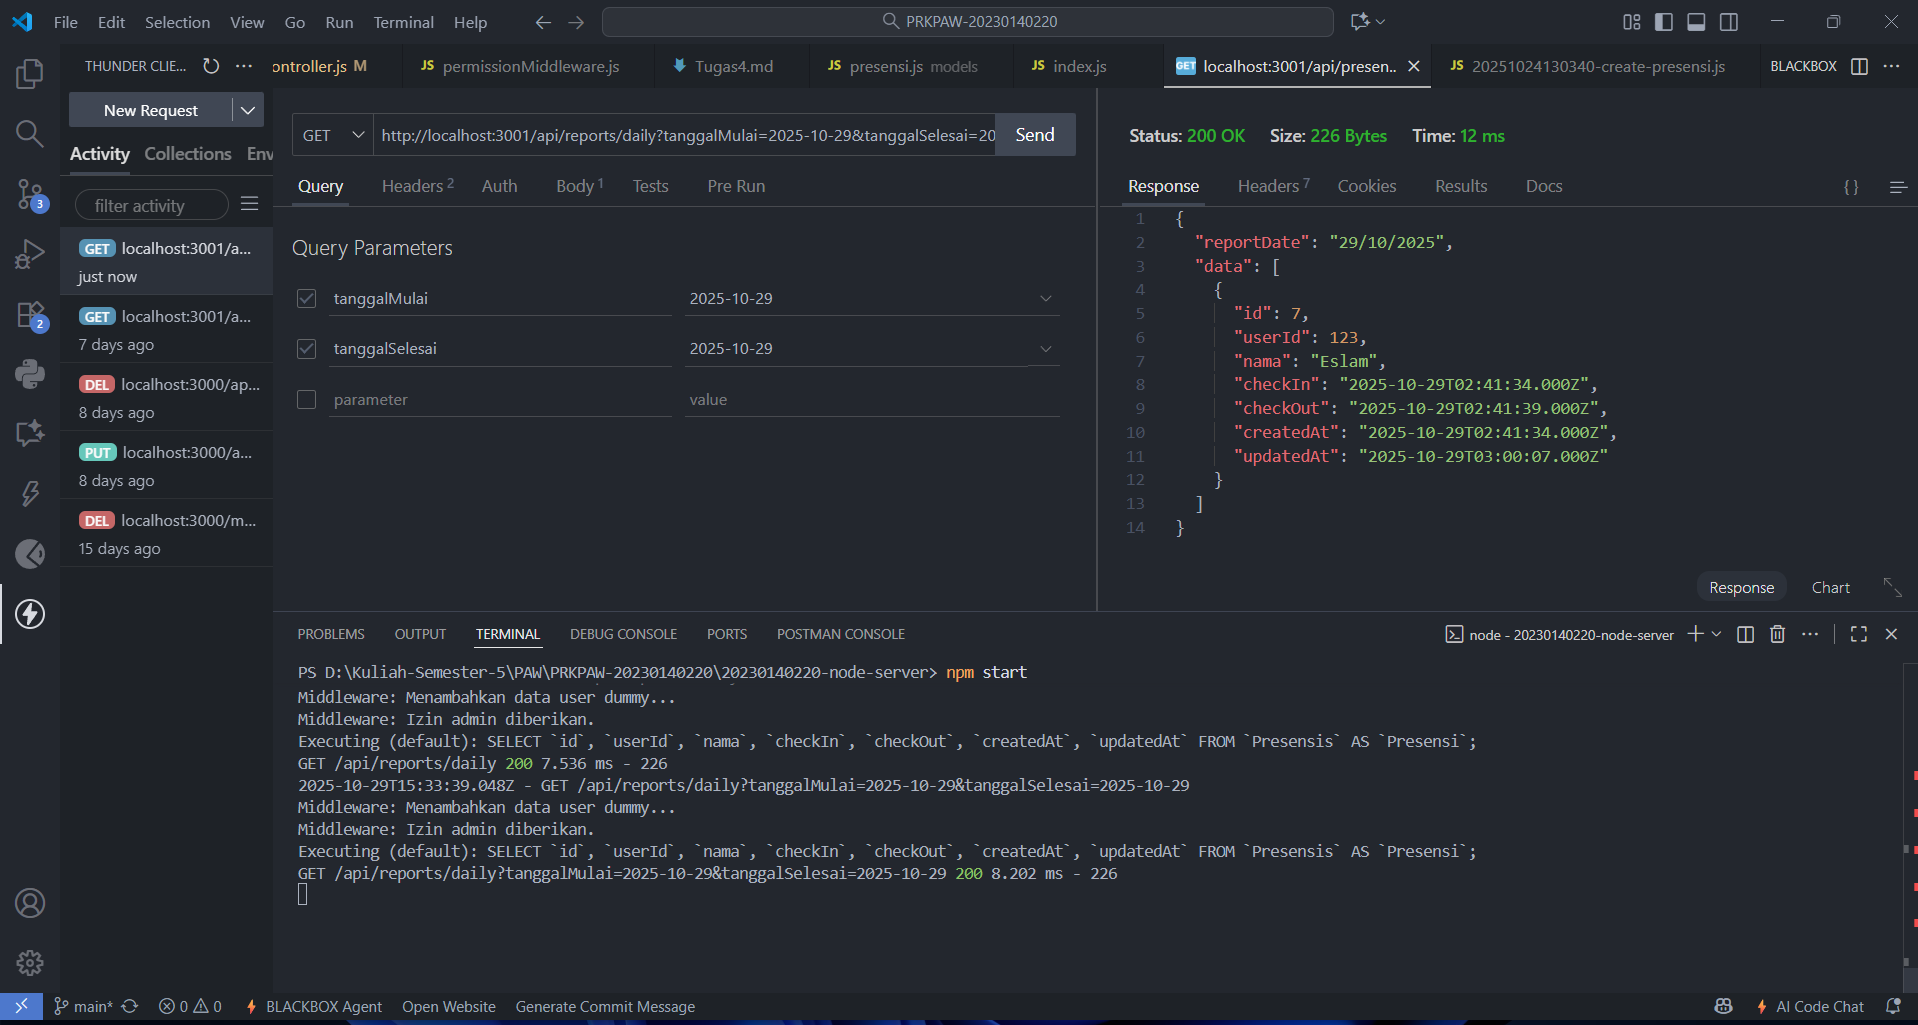 File Edit Selection View Go Run Terminal Help
PRKPAW-20230140220
THUNDER CLIE...
ontroller.js M
JS permissionMiddleware.js
Tugas4.md
JS presensi.js models
JS index.js
GET localhost:3001/api/presen..
JS 20251024130340-create-presensi.js
BLACKBOX
New Request
Activity Collections Env
filter activity
GET localhost:3001/a...
just now
GET localhost:3001/a...
7 days ago
DEL localhost:3000/ap...
8 days ago
PUT localhost:3000/a...
8 days ago
DEL localhost:3000/m...
15 days ago
3
2
GET
http://localhost:3001/api/reports/daily?tanggalMulai=2025-10-29&tanggalSelesai=20
Send
Query Headers 2 Auth Body 1 Tests Pre Run
Query Parameters
tanggalMulai 2025-10-29
tanggalSelesai 2025-10-29
parameter value
Status: 200 OK Size: 226 Bytes Time: 12 ms
Response Headers 7 Cookies Results Docs {}
1 {
2 "reportDate": "29/10/2025",
3 "data": [
4 {
5 "id": 7,
6 "userId": 123,
7 "nama": "Eslam",
8 "checkIn": "2025-10-29T02:41:34.000Z",
9 "checkOut": "2025-10-29T02:41:39.000Z",
10 "createdAt": "2025-10-29T02:41:34.000Z",
11 "updatedAt": "2025-10-29T03:00:07.000Z"
12 }
13 ]
14 }
Response Chart
PROBLEMS OUTPUT TERMINAL DEBUG CONSOLE PORTS POSTMAN CONSOLE
node - 20230140220-node-server
PS D:\Kuliah-Semester-5\PAW\PRKPAW-20230140220\20230140220-node-server> npm start
Middleware: Menambahkan data user dummy...
Middleware: Izin admin diberikan.
Executing (default): SELECT `id`, `userId`, `nama`, `checkIn`, `checkOut`, `createdAt`, `updatedAt` FROM `Presensis` AS `Presensi`;
GET /api/reports/daily 200 7.536 ms - 226
2025-10-29T15:33:39.048Z - GET /api/reports/daily?tanggalMulai=2025-10-29&tanggalSelesai=2025-10-29
Middleware: Menambahkan data user dummy...
Middleware: Izin admin diberikan.
Executing (default): SELECT `id`, `userId`, `nama`, `checkIn`, `checkOut`, `createdAt`, `updatedAt` FROM `Presensis` AS `Presensi`;
GET /api/reports/daily?tanggalMulai=2025-10-29&tanggalSelesai=2025-10-29 200 8.202 ms - 226
main* 0 0 BLACKBOX Agent Open Website Generate Commit Message
AI Code Chat